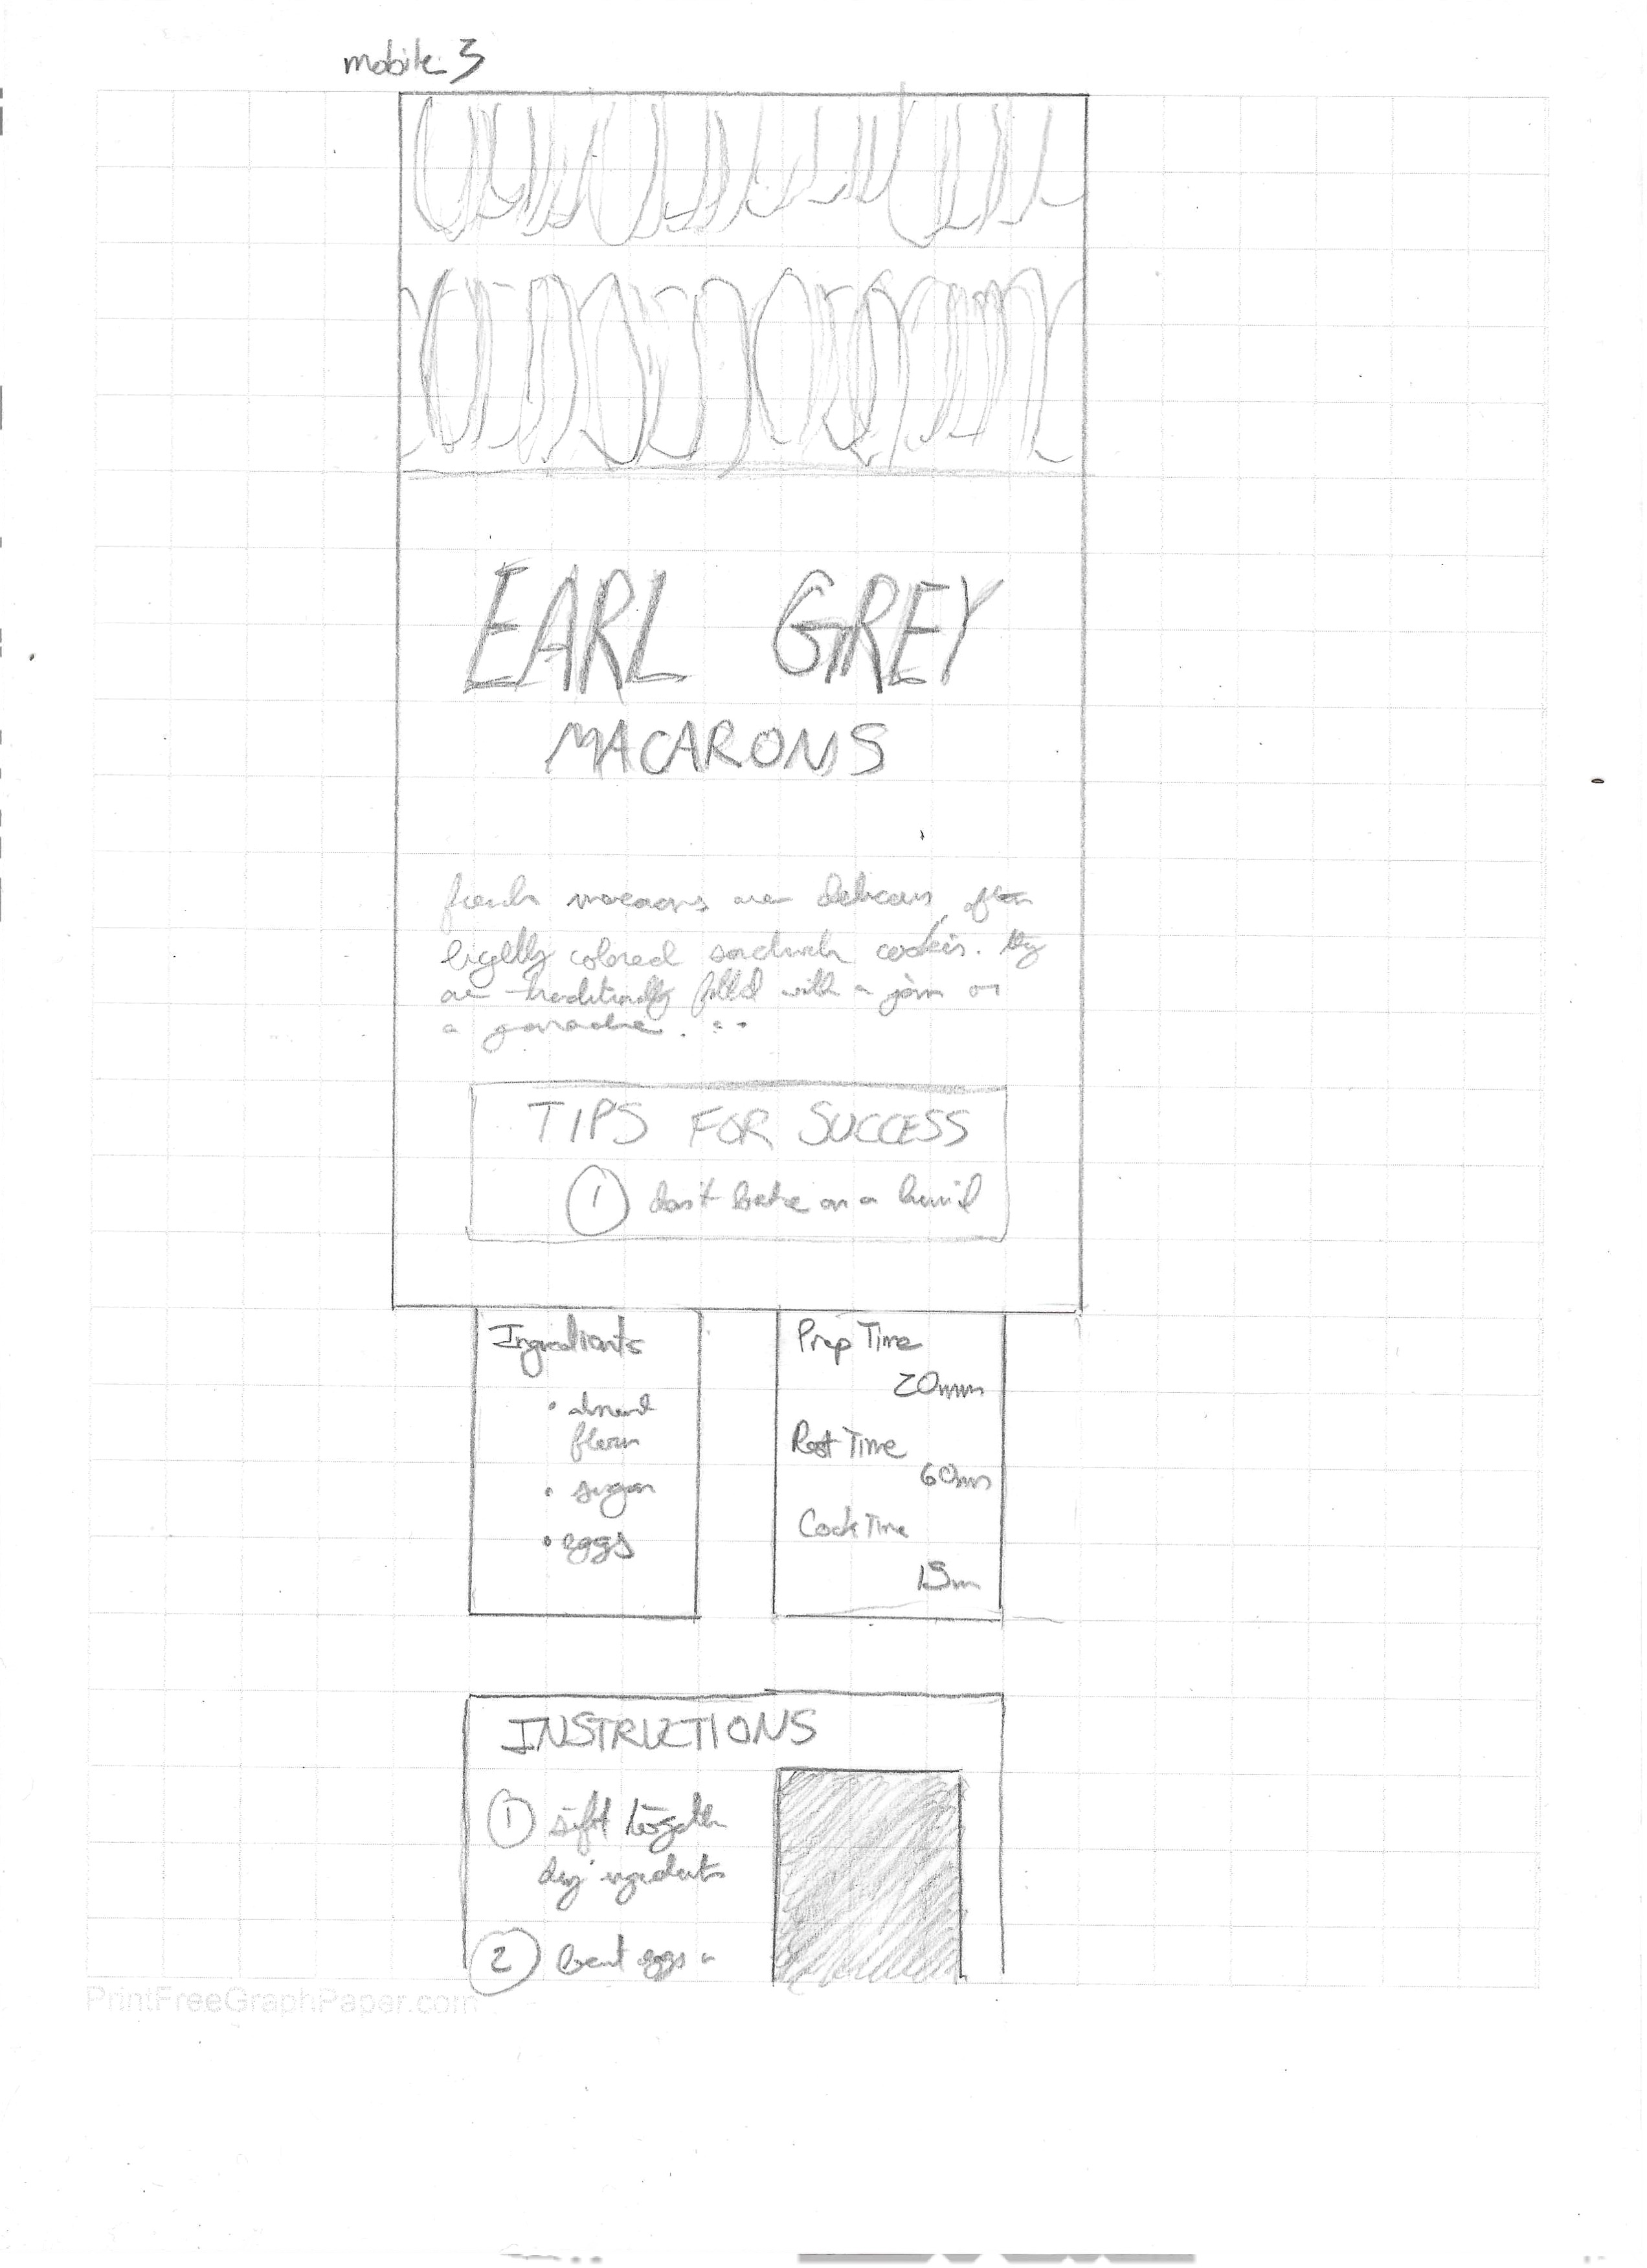 mobile 3
EARL GREY
MACARONS
french macarons are delicious, often
lightly colored sandwich cookies. they
are traditionally filled with a jam or
a ganache. ...
TIPS FOR SUCCESS
1 don't bake on a humid
Ingredients
• almond
flour
• sugar
• eggs
Prep Time
20min
Rest Time
60min
Cook Time
15m
INSTRUCTIONS
1 sift together
dry ingredients
2 beat eggs
PrintFreeGraphPaper.com